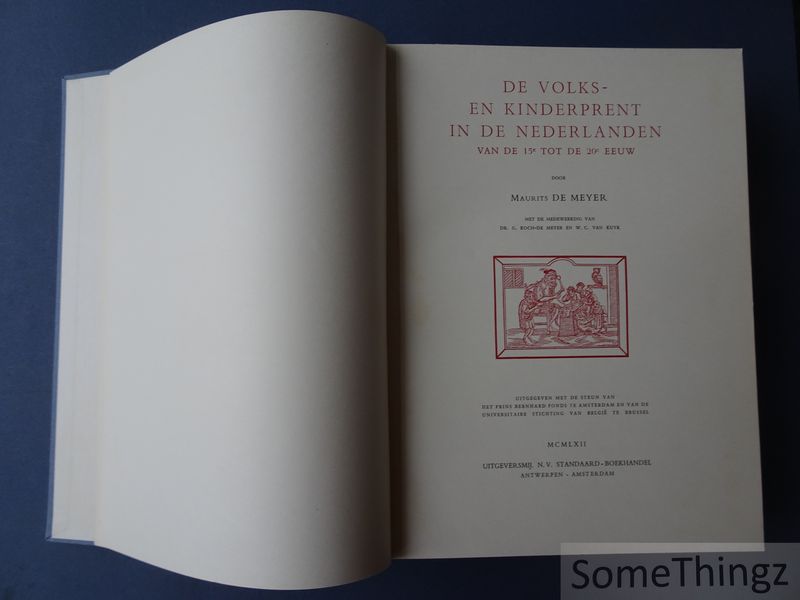 DE VOLKS-
EN KINDERPRENT
IN DE NEDERLANDEN
VAN DE 15e TOT DE 20e EEUW
DOOR
MAURITS DE MEYER
MET DE MEDEWERKING VAN
DR. G. KOCH-DE MEYER EN W. C. VAN KUYK
UITGEGEVEN MET DE STEUN VAN
HET PRINS BERNHARD FONDS TE AMSTERDAM EN VAN DE
UNIVERSITAIRE STICHTING VAN BELGIË TE BRUSSEL
MCMLXII
UITGEVERSMIJ. N. V. STANDAARD-BOEKHANDEL
ANTWERPEN - AMSTERDAM
SomeThingz